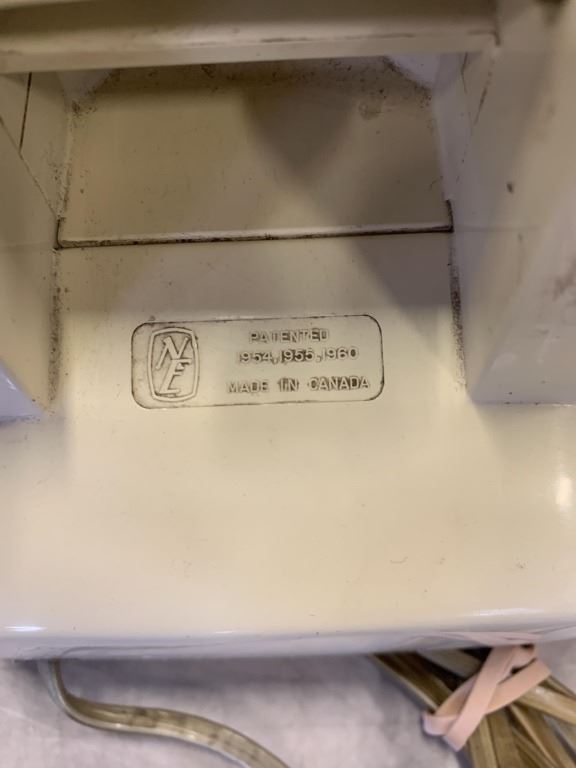 NE
PATENTED
1954,1955,1960
MADE IN CANADA